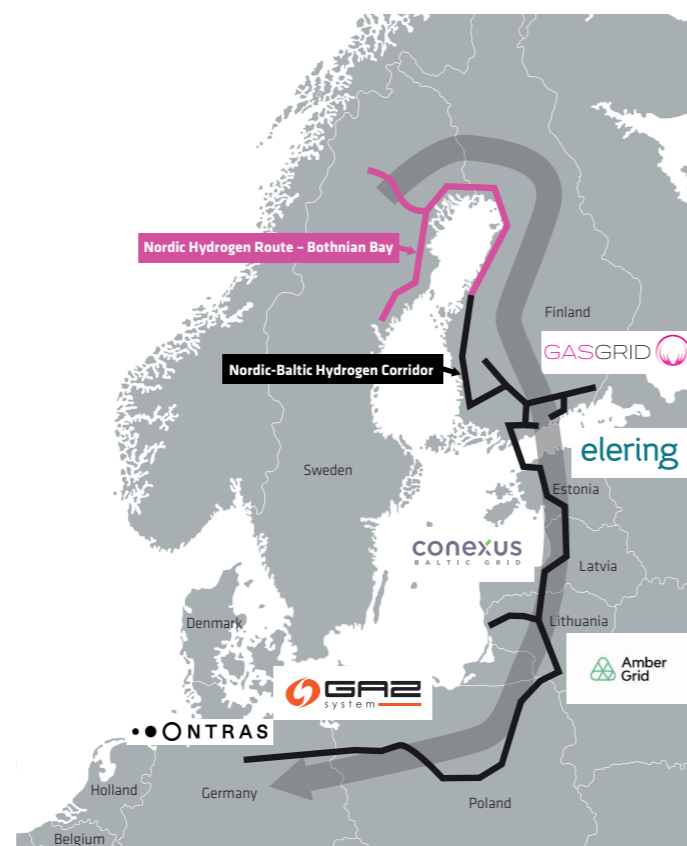 Nordic Hydrogen Route – Bothnian Bay
Finland
GASGRID
Nordic-Baltic Hydrogen Corridor
elering
Sweden
Estonia
conexus
BALTIC GRID
Latvia
Denmark
Lithuania
Amber
Grid
GAZ
system
ONTRAS
Holland
Germany
Poland
Belgium